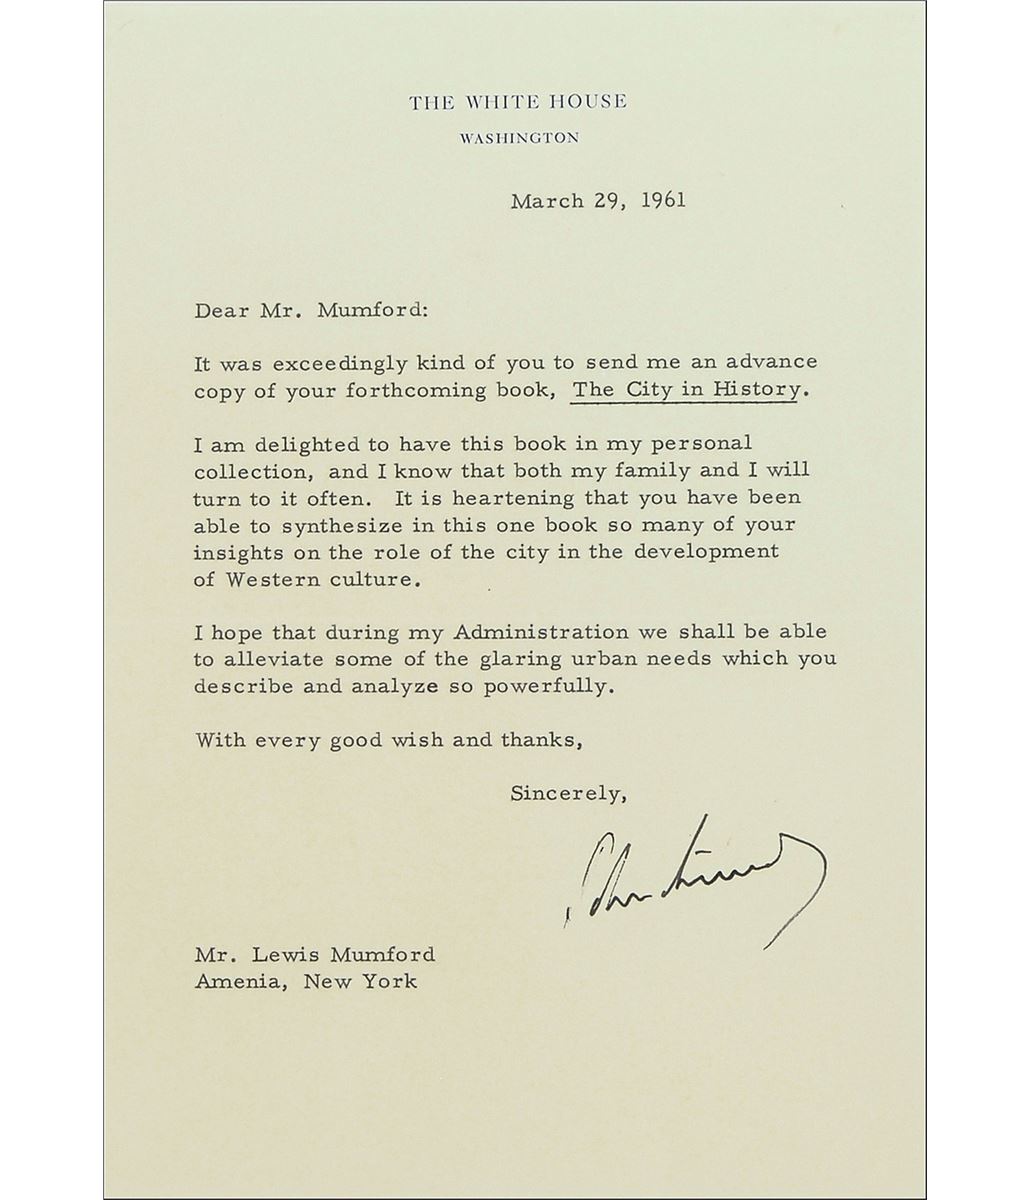 THE WHITE HOUSE
WASHINGTON
March 29, 1961
Dear Mr. Mumford:
It was exceedingly kind of you to send me an advance
copy of your forthcoming book, The City in History.
I am delighted to have this book in my personal
collection, and I know that both my family and I will
turn to it often. It is heartening that you have been
able to synthesize in this one book so many of your
insights on the role of the city in the development
of Western culture.
I hope that during my Administration we shall be able
to alleviate some of the glaring urban needs which you
describe and analyze so powerfully.
With every good wish and thanks,
Sincerely,
Mr. Lewis Mumford
Amenia, New York